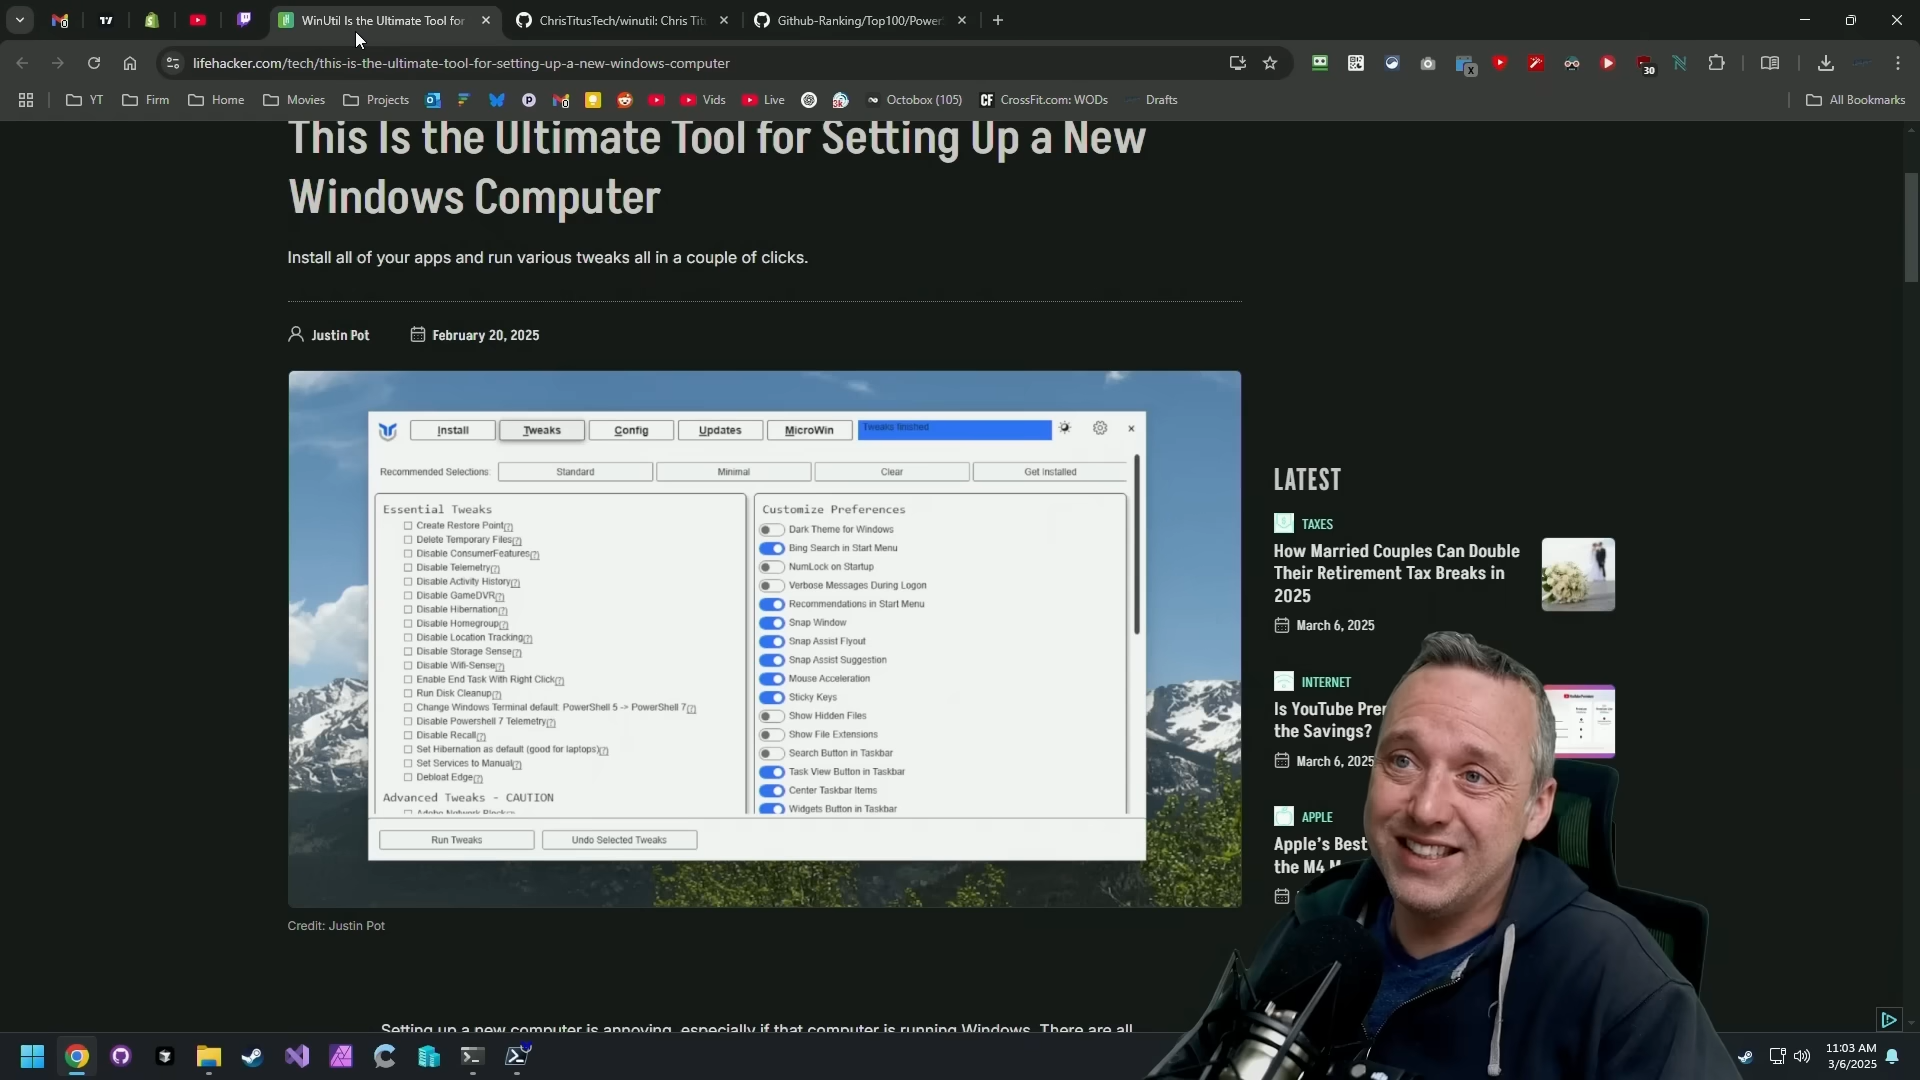 WinUtil Is the Ultimate Tool for
ChrisTitusTech/winutil: Chris Tit
Github-Ranking/Top100/Power
lifehacker.com/tech/this-is-the-ultimate-tool-for-setting-up-a-new-windows-computer
30
YT
Firm
Home
Movies
Projects
Vids
Live
Octobox (105)
CF
CrossFit.com: WODs
Drafts
All Bookmarks
This Is the Ultimate Tool for Setting Up a New
Windows Computer
Install all of your apps and run various tweaks all in a couple of clicks.
Justin Pot
February 20, 2025
Install
Tweaks
Config
Updates
MicroWin
Tweaks finished
Recommended Selections:
Standard
Minimal
Clear
Get Installed
Essential Tweaks
Create Restore Point[?]
Delete Temporary Files[?]
Disable ConsumerFeatures[?]
Disable Telemetry[?]
Disable Activity History[?]
Disable GameDVR[?]
Disable Hibernation[?]
Disable Homegroup[?]
Disable Location Tracking[?]
Disable Storage Sense[?]
Disable Wifi-Sense[?]
Enable End Task With Right Click[?]
Run Disk Cleanup[?]
Change Windows Terminal default: PowerShell 5 -> PowerShell 7[?]
Disable Powershell 7 Telemetry[?]
Disable Recall[?]
Set Hibernation as default (good for laptops)[?]
Set Services to Manual[?]
Debloat Edge[?]
Advanced Tweaks - CAUTION
Adobe Network Block[?]
Customize Preferences
Dark Theme for Windows
Bing Search in Start Menu
NumLock on Startup
Verbose Messages During Logon
Recommendations in Start Menu
Snap Window
Snap Assist Flyout
Snap Assist Suggestion
Mouse Acceleration
Sticky Keys
Show Hidden Files
Show File Extensions
Search Button in Taskbar
Task View Button in Taskbar
Center Taskbar Items
Widgets Button in Taskbar
Run Tweaks
Undo Selected Tweaks
Credit: Justin Pot
Setting up a new computer is annoying, especially if that computer is running Windows. There are all
LATEST
TAXES
How Married Couples Can Double
Their Retirement Tax Breaks in
2025
March 6, 2025
INTERNET
Is YouTube Prem
the Savings?
March 6, 2025
APPLE
Apple's Best
the M4 M
11:03 AM
3/6/2025